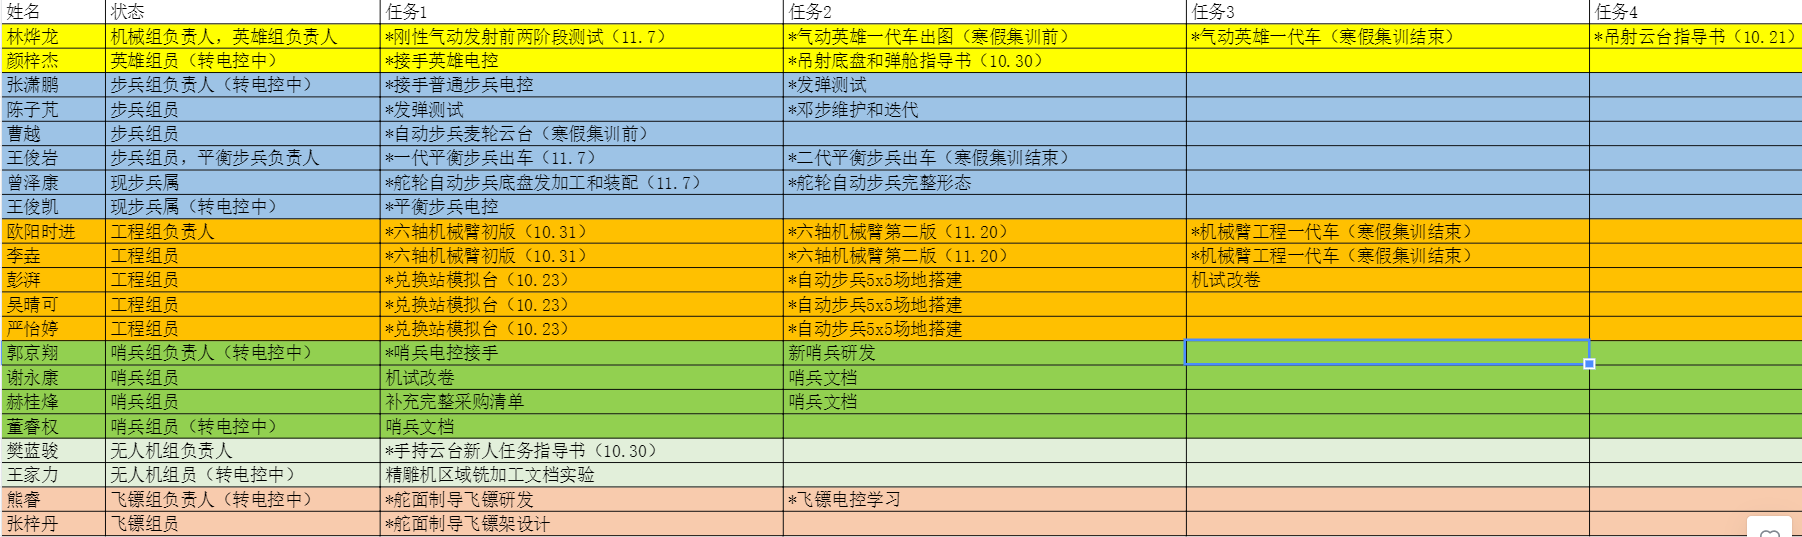 姓名 状态 任务1 任务2 任务3 任务4
林烨龙 机械组负责人，英雄组负责人 *刚性气动发射前两阶段测试（11.7） *气动英雄一代车出图（寒假集训前） *气动英雄一代车（寒假集训结束） *吊射云台指导书（10.21）
颜梓杰 英雄组员（转电控中） *接手英雄电控 *吊射底盘和弹舱指导书（10.30）
张潇鹏 步兵组负责人（转电控中） *接手普通步兵电控 *发弹测试
陈子芃 步兵组员 *发弹测试 *邓步维护和迭代
曹越 步兵组员 *自动步兵麦轮云台（寒假集训前）
王俊岩 步兵组员，平衡步兵负责人 *一代平衡步兵出车（11.7） *二代平衡步兵出车（寒假集训结束）
曾泽康 现步兵属 *舵轮自动步兵底盘发加工和装配（11.7） *舵轮自动步兵完整形态
王俊凯 现步兵属（转电控中） *平衡步兵电控
欧阳时进 工程组负责人 *六轴机械臂初版（10.31） *六轴机械臂第二版（11.20） *机械臂工程一代车（寒假集训结束）
李垚 工程组员 *六轴机械臂初版（10.31） *六轴机械臂第二版（11.20） *机械臂工程一代车（寒假集训结束）
彭湃 工程组员 *兑换站模拟台（10.23） *自动步兵5x5场地搭建 机试改卷
吴晴可 工程组员 *兑换站模拟台（10.23） *自动步兵5x5场地搭建
严怡婷 工程组员 *兑换站模拟台（10.23） *自动步兵5x5场地搭建
郭京翔 哨兵组负责人（转电控中） *哨兵电控接手 新哨兵研发
谢永康 哨兵组员 机试改卷 哨兵文档
赫桂烽 哨兵组员 补充完整采购清单 哨兵文档
董睿权 哨兵组员（转电控中） 哨兵文档
樊蓝骏 无人机组负责人 *手持云台新人任务指导书（10.30）
王家力 无人机组员（转电控中） 精雕机区域铣加工文档实验
熊睿 飞镖组负责人（转电控中） *舵面制导飞镖研发 *飞镖电控学习
张梓丹 飞镖组员 *舵面制导飞镖架设计